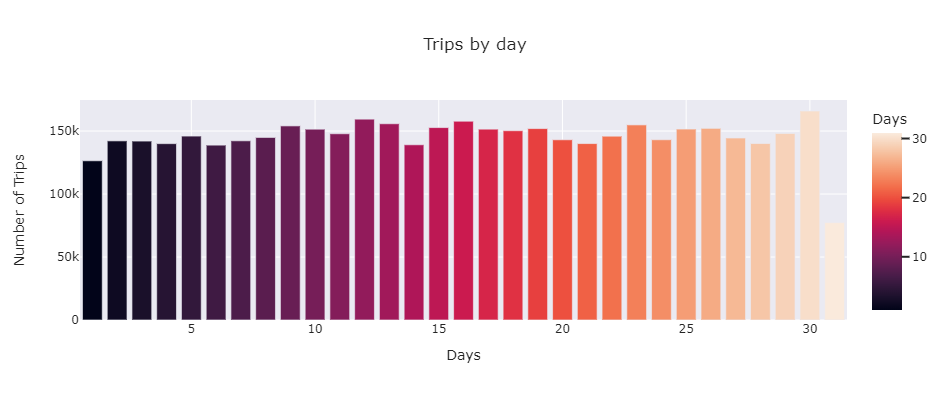 Trips by day
Number of Trips
150k
100k
50k
0
5 10 15 20 25 30
Days
Days
30
20
10